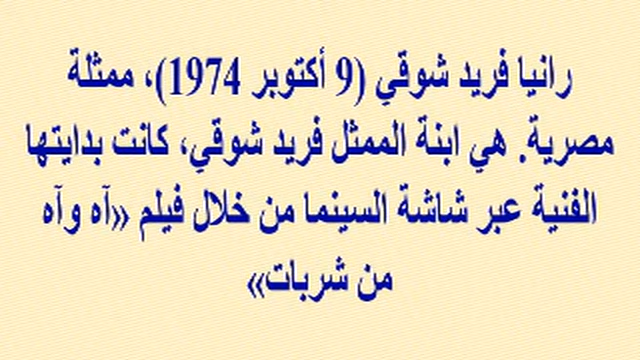 رانيا فريد شوقي (9 أكتوبر 1974)، ممثلة
مصرية. هي ابنة الممثل فريد شوقي، كانت بدايتها
الفنية عبر شاشة السينما من خلال فيلم «آه وآه
من شربات»